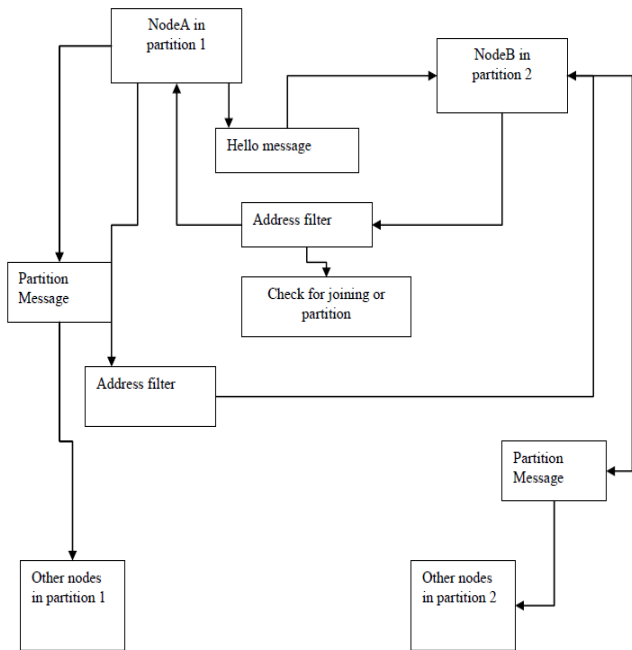 NodeA in
partition 1
NodeB in
partition 2
Hello message
Address filter
Partition
Message
Check for joining or
partition
Address filter
Partition
Message
Other nodes
in partition 1
Other nodes
in partition 2